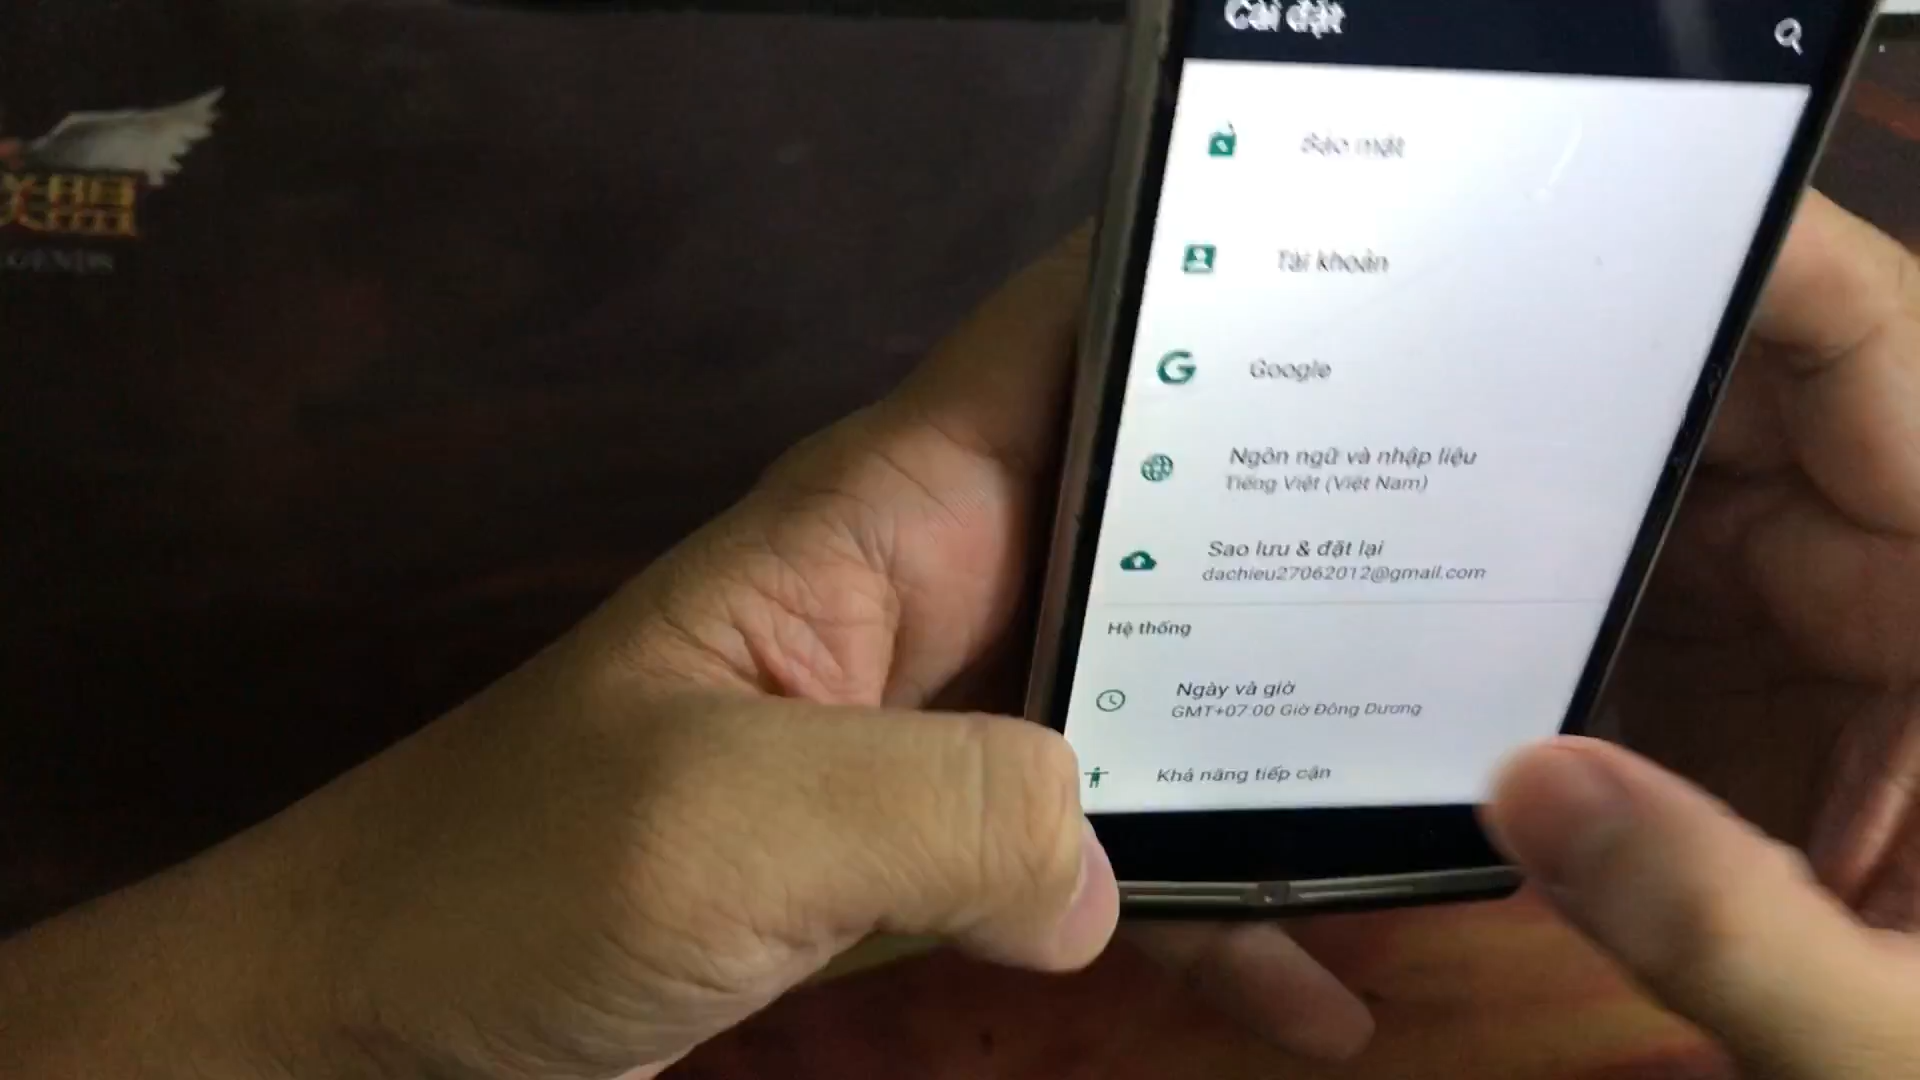 Cài đặt
Bảo mật
Tài khoản
Google
Ngôn ngữ và nhập liệu
Tiếng Việt (Việt Nam)
Sao lưu & đặt lại
dachieu27062012@gmail.com
Hệ thống
Ngày và giờ
GMT+07:00 Giờ Đông Dương
Khả năng tiếp cận
盟